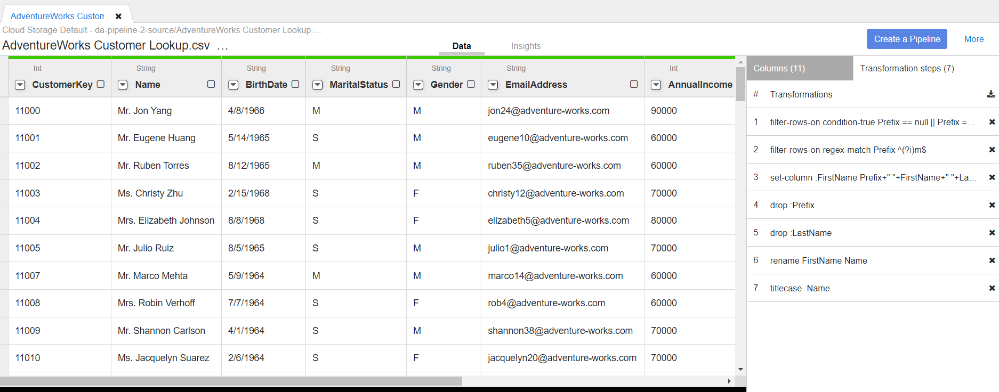 AdventureWorks Custom
Cloud Storage Default - da-pipeline-2-source/AdventureWorks Customer Lookup....
AdventureWorks Customer Lookup.csv ...
Data Insights
Create a Pipeline More
Int String String String String String Int
CustomerKey Name BirthDate MaritalStatus Gender EmailAddress AnnualIncome
11000 Mr. Jon Yang 4/8/1966 M M jon24@adventure-works.com 90000
11001 Mr. Eugene Huang 5/14/1965 S M eugene10@adventure-works.com 60000
11002 Mr. Ruben Torres 8/12/1965 M M ruben35@adventure-works.com 60000
11003 Ms. Christy Zhu 2/15/1968 S F christy12@adventure-works.com 70000
11004 Mrs. Elizabeth Johnson 8/8/1968 S F elizabeth5@adventure-works.com 80000
11005 Mr. Julio Ruiz 8/5/1965 S M julio1@adventure-works.com 70000
11007 Mr. Marco Mehta 5/9/1964 M M marco14@adventure-works.com 60000
11008 Mrs. Robin Verhoff 7/7/1964 S F rob4@adventure-works.com 60000
11009 Mr. Shannon Carlson 4/1/1964 S M shannon38@adventure-works.com 70000
11010 Ms. Jacquelyn Suarez 2/6/1964 S F jacquelyn20@adventure-works.com 70000
Columns (11) Transformation steps (7)
# Transformations
1 filter-rows-on condition-true Prefix == null || Prefix =...
2 filter-rows-on regex-match Prefix ^(?i)m$
3 set-column :FirstName Prefix+" "+FirstName+" "+La...
4 drop :Prefix
5 drop :LastName
6 rename FirstName Name
7 titlecase :Name